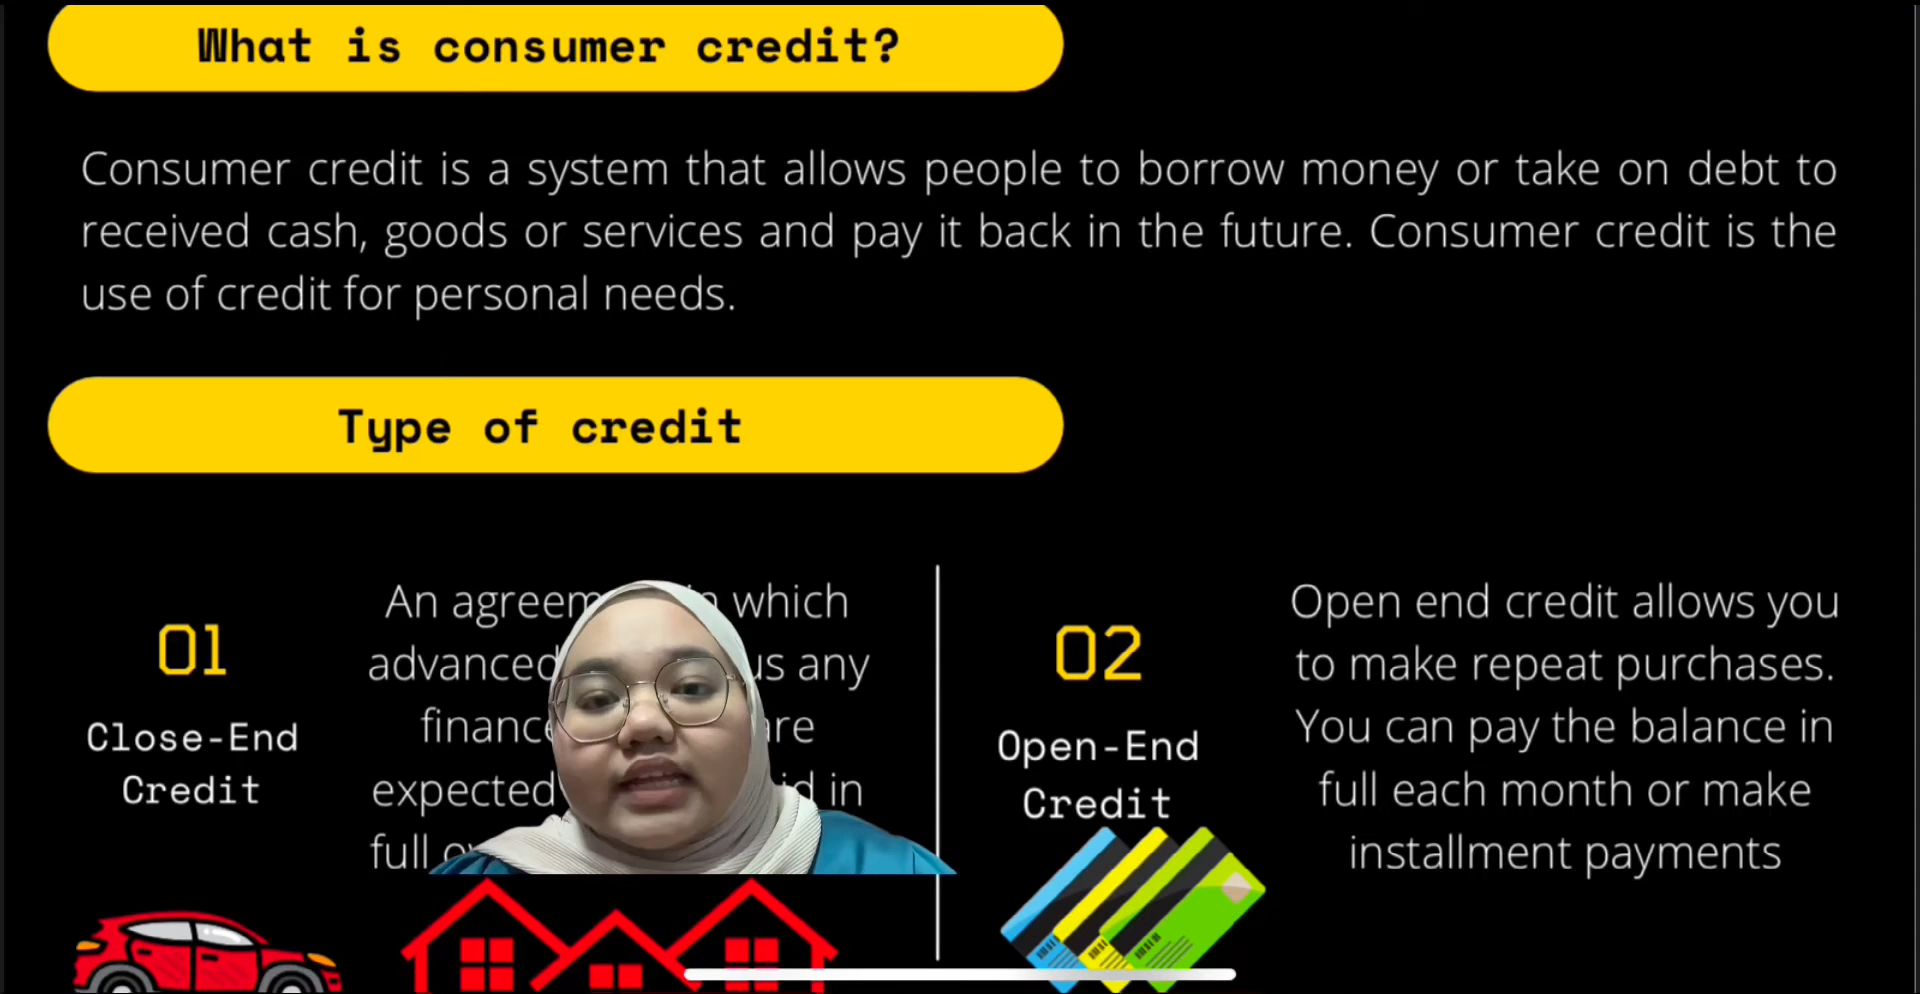 What is consumer credit?
Consumer credit is a system that allows people to borrow money or take on debt to
received cash, goods or services and pay it back in the future. Consumer credit is the
use of credit for personal needs.
Type of credit
01
Close-End
Credit
An which
advanced any
are
expected in
full
02
Open-End
Credit
Open end credit allows you
to make repeat purchases.
You can pay the balance in
full each month or make
installment payments